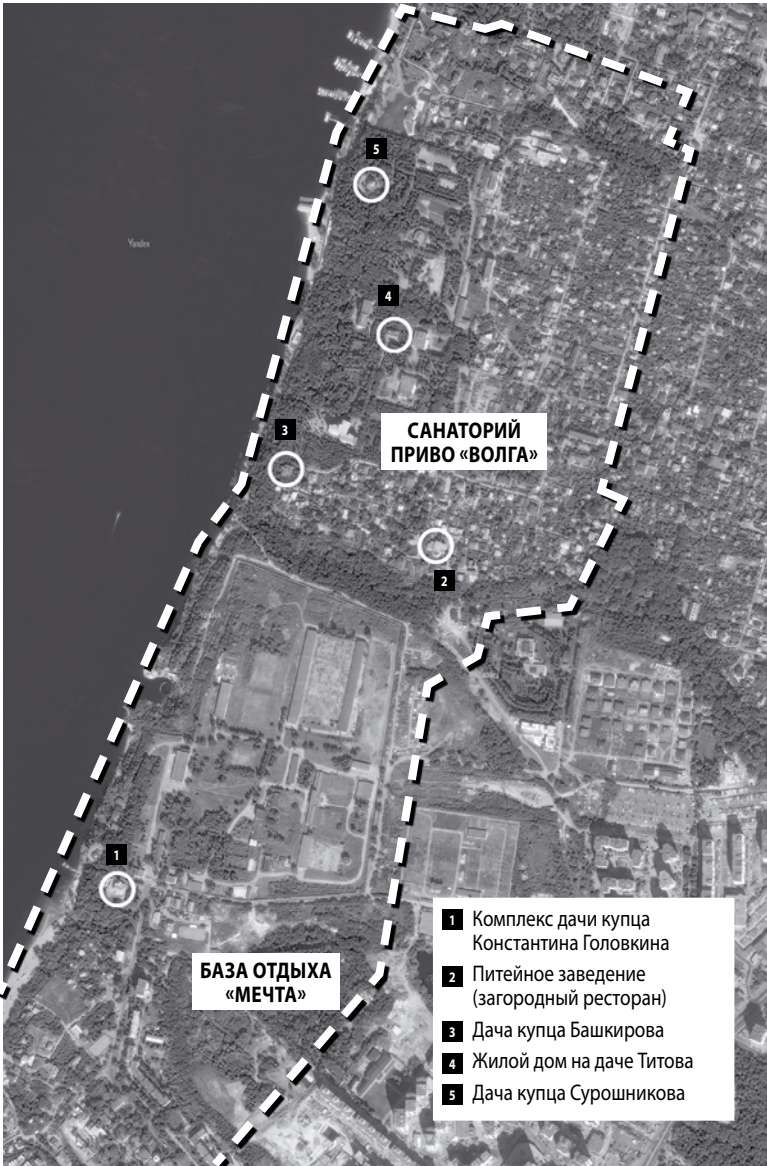 5
Yandex
4
3
САНАТОРИЙ
ПРИВО «ВОЛГА»
2
1
БАЗА ОТДЫХА
«МЕЧТА»
1 Комплекс дачи купца
Константина Головкина
2 Питейное заведение
(загородный ресторан)
3 Дача купца Башкирова
4 Жилой дом на даче Титова
5 Дача купца Сурошникова